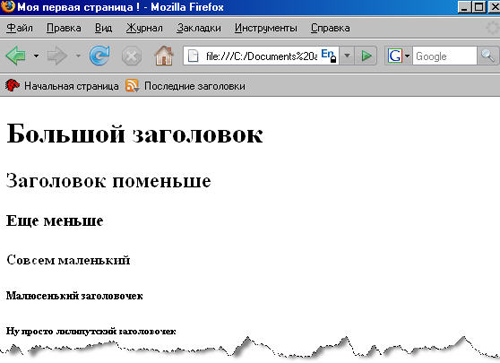 Моя первая страница ! - Mozilla Firefox
Файл Правка Вид Журнал Закладки Инструменты Справка
file:///C:/Documents%20a En G Google
Начальная страница Последние заголовки
Большой заголовок
Заголовок поменьше
Еще меньше
Совсем маленький
Малюсенький заголовочек
Ну просто лилипутский заголовочек